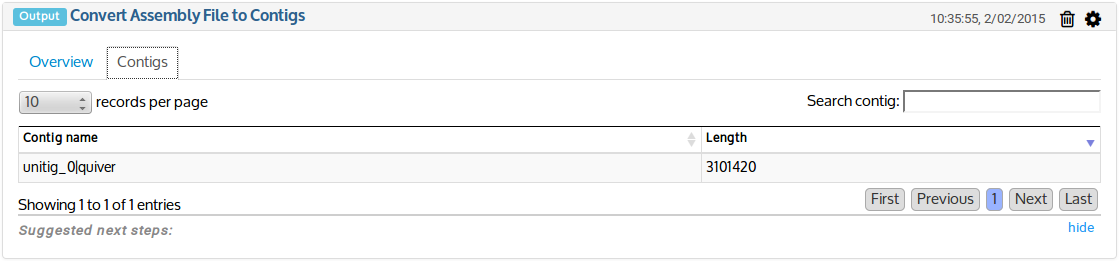 Output Convert Assembly File to Contigs 10:35:55, 2/02/2015
Overview Contigs
10 records per page Search contig:
Contig name Length
unitig_0|quiver 3101420
Showing 1 to 1 of 1 entries First Previous 1 Next Last
Suggested next steps: hide